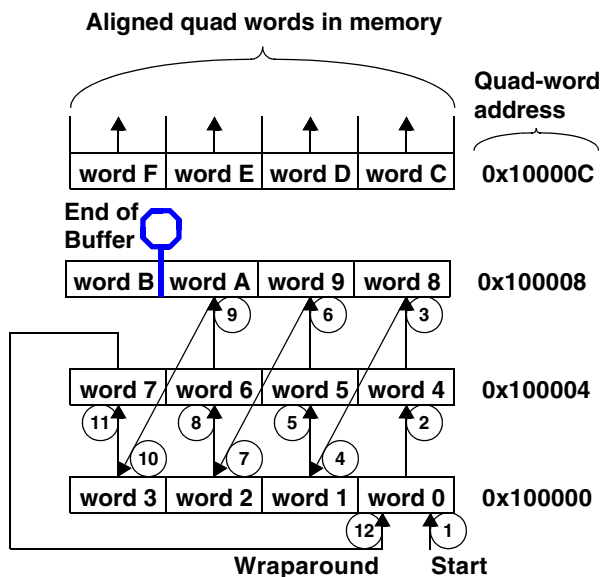 Aligned quad words in memory
Quad-word
address
word F word E word D word C 0x10000C
End of
Buffer
word B word A word 9 word 8 0x100008
9 6 3
word 7 word 6 word 5 word 4 0x100004
11 8 5 2
10 7 4
word 3 word 2 word 1 word 0 0x100000
12 1
Wraparound Start